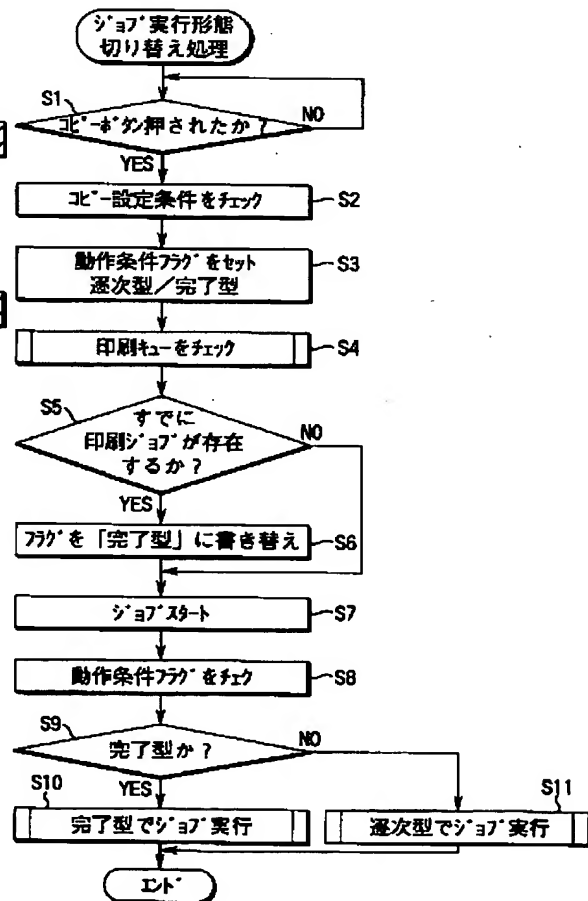 ジョブ実行形態
切り替え処理
S1
コピーボタン押されたか?
NO
YES
コピー設定条件をチェック
S2
動作条件フラグをセット
逐次型/完了型
S3
印刷キューをチェック
S4
S5
すでに
印刷ジョブが存在
するか?
NO
YES
フラグを「完了型」に書き替え
S6
ジョブスタート
S7
動作条件フラグをチェク
S8
S9
完了型か?
NO
YES
S10
完了型でジョブ実行
S11
逐次型でジョブ実行
エンド